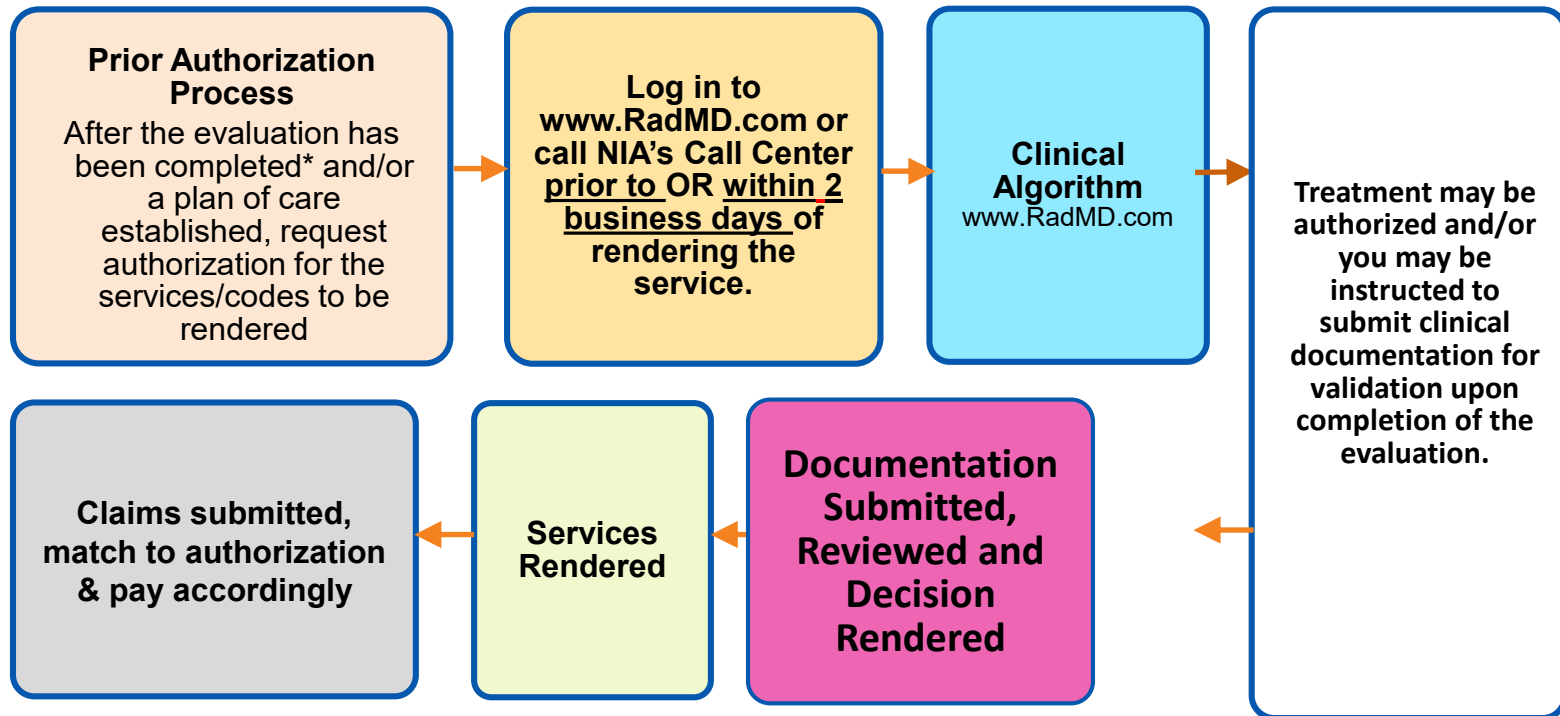 Prior Authorization
Process
After the evaluation has
been completed* and/or
a plan of care
established, request
authorization for the
services/codes to be
rendered
Log in to
www.RadMD.com or
call NIA’s Call Center
prior to OR within 2
business days of
rendering the
service.
Clinical
Algorithm
www.RadMD.com
Treatment may be
authorized and/or
you may be
instructed to
submit clinical
documentation for
validation upon
completion of the
evaluation.
Documentation
Submitted,
Reviewed and
Decision
Rendered
Services
Rendered
Claims submitted,
match to authorization
& pay accordingly